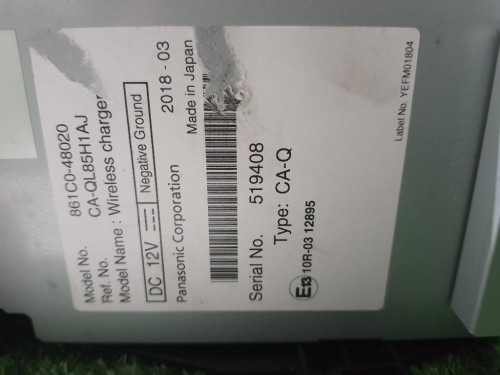 Model No. 861C0-48020
Ref. No. CA-QL85H1AJ
Model Name : Wireless charger
DC 12V Negative Ground
Panasonic Corporation 2018 - 03
Made in Japan
Serial No. 519408
Type: CA-Q
E13 10R-03 12895
Label No. YEFM01804